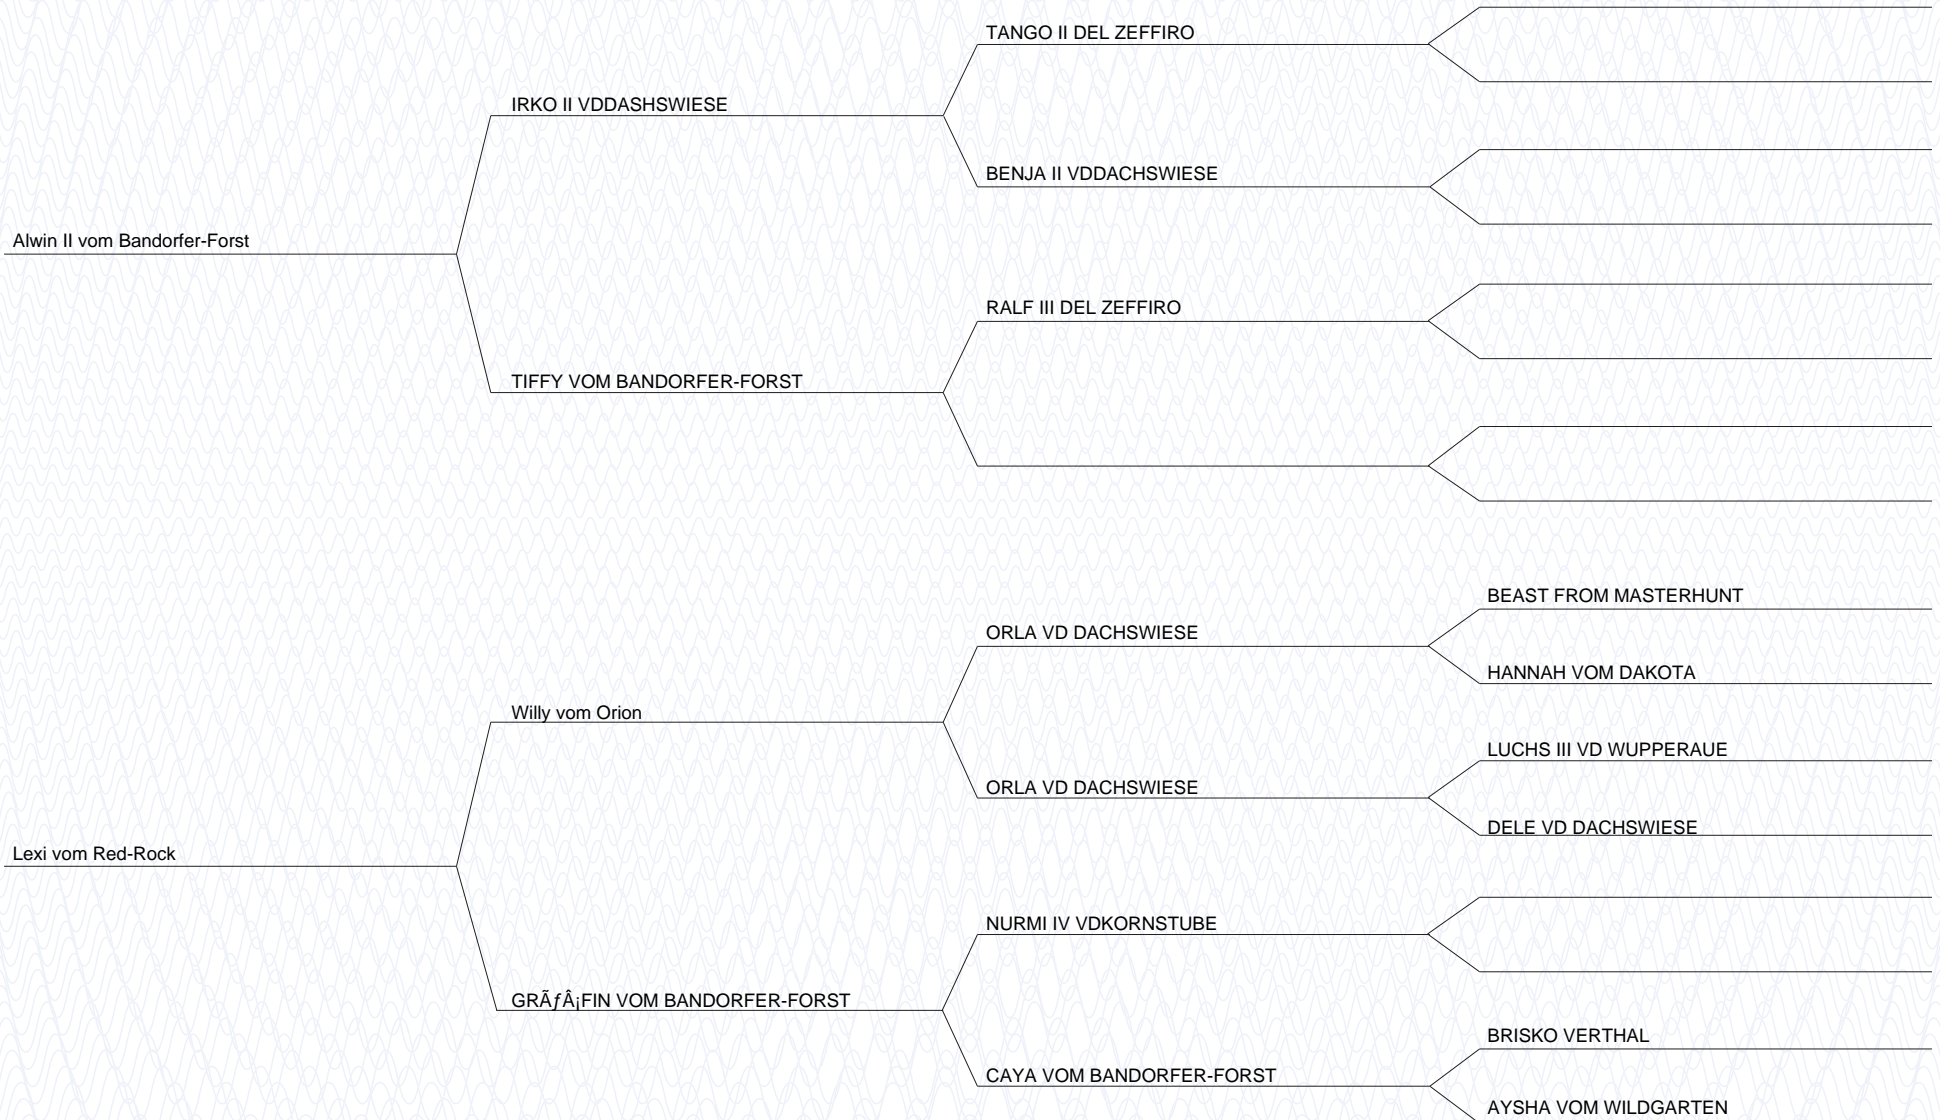 TANGO II DEL ZEFFIRO
IRKO II VDDASHSWIESE
BENJA II VDDACHSWIESE
Alwin II vom Bandorfer-Forst
RALF III DEL ZEFFIRO
TIFFY VOM BANDORFER-FORST
BEAST FROM MASTERHUNT
ORLA VD DACHSWIESE
HANNAH VOM DAKOTA
Willy vom Orion
LUCHS III VD WUPPERAUE
ORLA VD DACHSWIESE
DELE VD DACHSWIESE
Lexi vom Red-Rock
NURMI IV VDKORNSTUBE
GRÃƒÂ¡FIN VOM BANDORFER-FORST
BRISKO VERTHAL
CAYA VOM BANDORFER-FORST
AYSHA VOM WILDGARTEN